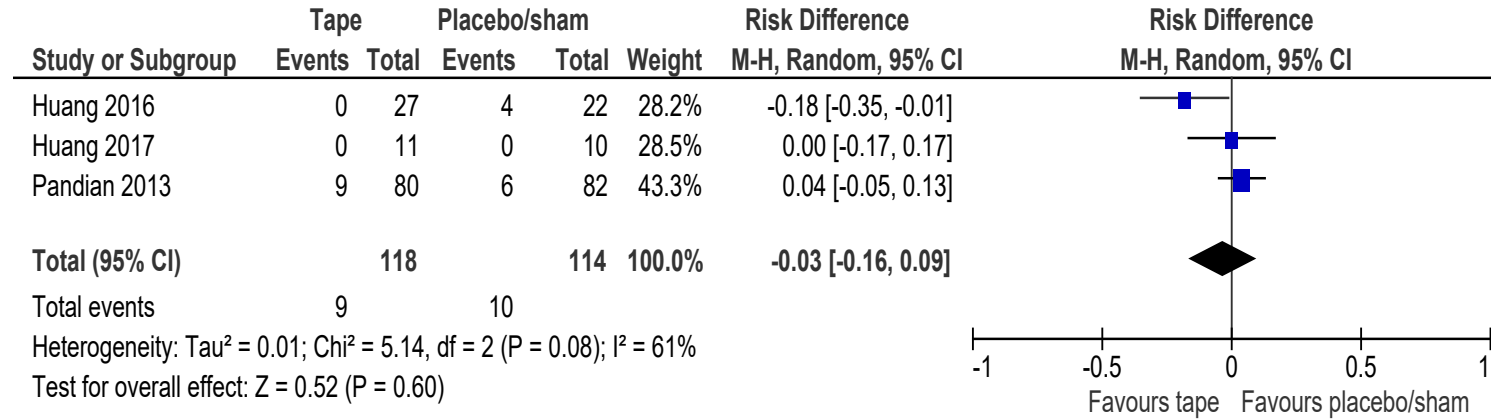 Tape Placebo/sham Risk Difference Risk Difference
Study or Subgroup Events Total Events Total Weight M-H, Random, 95% CI M-H, Random, 95% CI
Huang 2016 0 27 4 22 28.2% -0.18 [-0.35, -0.01]
Huang 2017 0 11 0 10 28.5% 0.00 [-0.17, 0.17]
Pandian 2013 9 80 6 82 43.3% 0.04 [-0.05, 0.13]
Total (95% CI) 118 114 100.0% -0.03 [-0.16, 0.09]
Total events 9 10
Heterogeneity: Tau² = 0.01; Chi² = 5.14, df = 2 (P = 0.08); I² = 61%
Test for overall effect: Z = 0.52 (P = 0.60)
-1 -0.5 0 0.5 1
Favours tape Favours placebo/sham